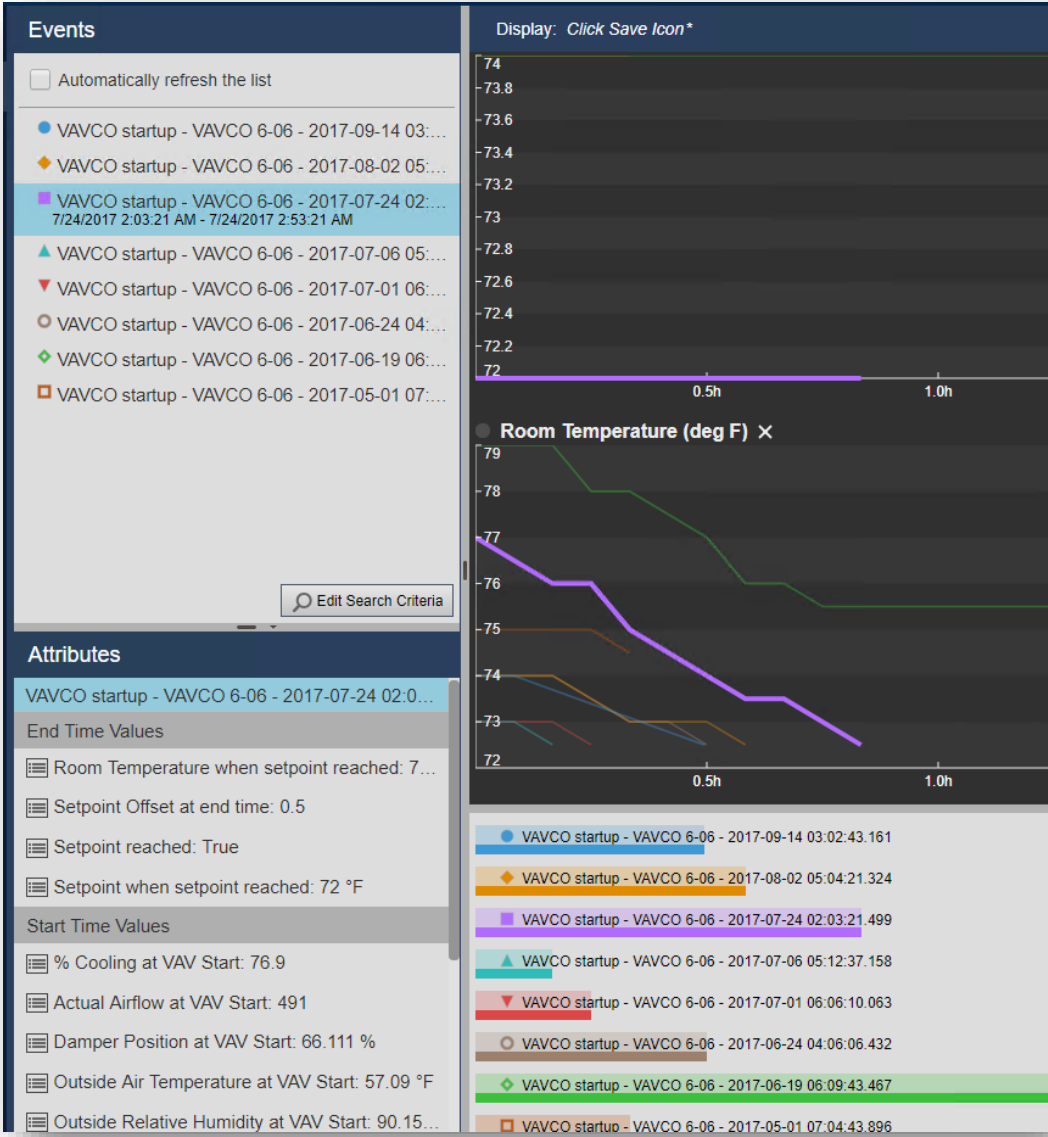 Events
Automatically refresh the list
VAVCO startup - VAVCO 6-06 - 2017-09-14 03:...
VAVCO startup - VAVCO 6-06 - 2017-08-02 05:...
VAVCO startup - VAVCO 6-06 - 2017-07-24 02:...
7/24/2017 2:03:21 AM - 7/24/2017 2:53:21 AM
VAVCO startup - VAVCO 6-06 - 2017-07-06 05:...
VAVCO startup - VAVCO 6-06 - 2017-07-01 06:...
VAVCO startup - VAVCO 6-06 - 2017-06-24 04:...
VAVCO startup - VAVCO 6-06 - 2017-06-19 06:...
VAVCO startup - VAVCO 6-06 - 2017-05-01 07:...
Edit Search Criteria
Attributes
VAVCO startup - VAVCO 6-06 - 2017-07-24 02:0...
End Time Values
Room Temperature when setpoint reached: 7...
Setpoint Offset at end time: 0.5
Setpoint reached: True
Setpoint when setpoint reached: 72 °F
Start Time Values
% Cooling at VAV Start: 76.9
Actual Airflow at VAV Start: 491
Damper Position at VAV Start: 66.111 %
Outside Air Temperature at VAV Start: 57.09 °F
Outside Relative Humidity at VAV Start: 90.15...
Display: Click Save Icon*
74
73.8
73.6
73.4
73.2
73
72.8
72.6
72.4
72.2
72
0.5h 1.0h
Room Temperature (deg F) ×
79
78
77
76
75
74
73
72
0.5h 1.0h
VAVCO startup - VAVCO 6-06 - 2017-09-14 03:02:43.161
VAVCO startup - VAVCO 6-06 - 2017-08-02 05:04:21.324
VAVCO startup - VAVCO 6-06 - 2017-07-24 02:03:21.499
VAVCO startup - VAVCO 6-06 - 2017-07-06 05:12:37.158
VAVCO startup - VAVCO 6-06 - 2017-07-01 06:06:10.063
VAVCO startup - VAVCO 6-06 - 2017-06-24 04:06:06.432
VAVCO startup - VAVCO 6-06 - 2017-06-19 06:09:43.467
VAVCO startup - VAVCO 6-06 - 2017-05-01 07:04:43.896